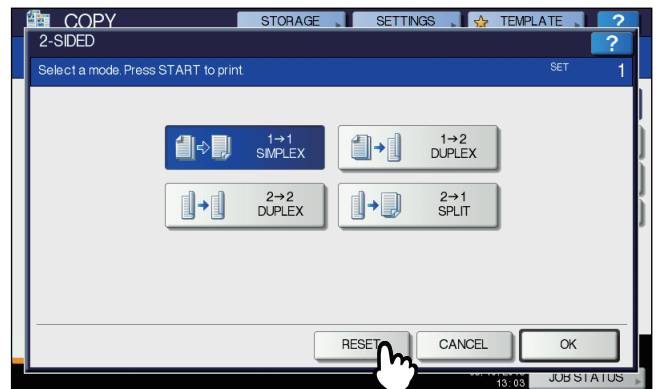 COPY STORAGE SETTINGS TEMPLATE ?
2-SIDED ?
Select a mode. Press START to print. SET 1
1→1 SIMPLEX
1→2 DUPLEX
2→2 DUPLEX
2→1 SPLIT
RESET CANCEL OK
13:03 JOB STATUS